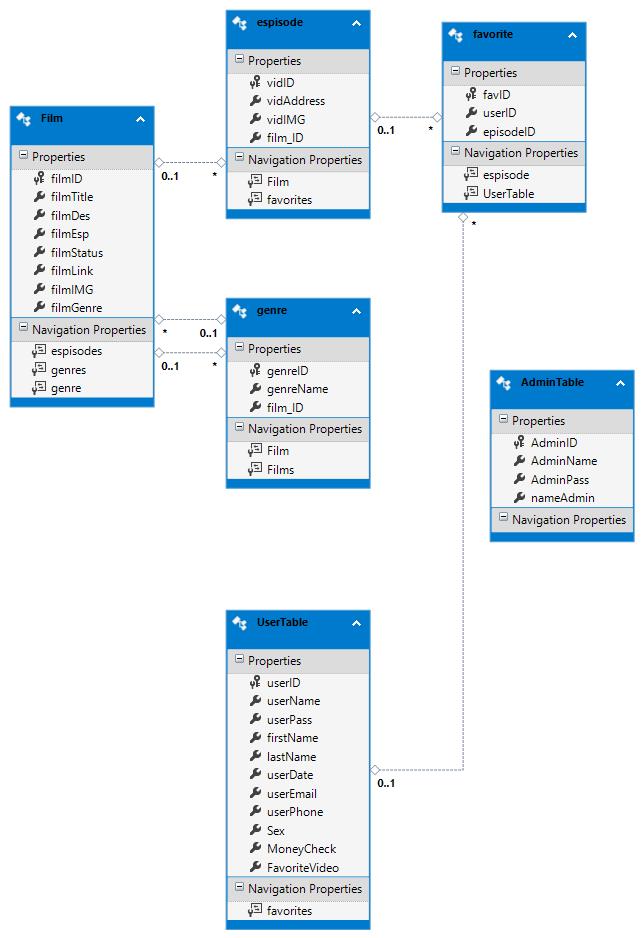 Film
Properties
filmID
filmTitle
filmDes
filmEsp
filmStatus
filmLink
filmIMG
filmGenre
Navigation Properties
espisodes
genres
genre
espisode
Properties
vidID
vidAddress
vidIMG
film_ID
Navigation Properties
Film
favorites
favorite
Properties
favID
userID
episodeID
Navigation Properties
espisode
UserTable
0..1
*
0..1
*
*
0..1
0..1
*
genre
Properties
genreID
genreName
film_ID
Navigation Properties
Film
Films
AdminTable
Properties
AdminID
AdminName
AdminPass
nameAdmin
Navigation Properties
UserTable
Properties
userID
userName
userPass
firstName
lastName
userDate
userEmail
userPhone
Sex
MoneyCheck
FavoriteVideo
Navigation Properties
favorites
*
0..1